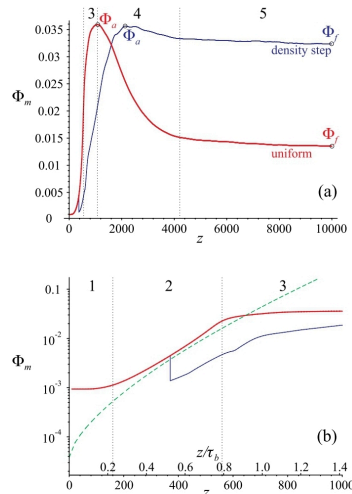 0.035
0.03
0.025
0.02
0.015
0.01
0.005
0
Φm
3
4
5
Φa
Φa
Φf
density step
Φf
uniform
(a)
0
2000
4000
6000
8000
10000
z
0.1
10-2
10-3
10-4
Φm
1
2
3
(b)
z/τb
0.2
0.4
0.6
0.8
1.0
1.2
1.4
0
200
400
600
800
1000
z